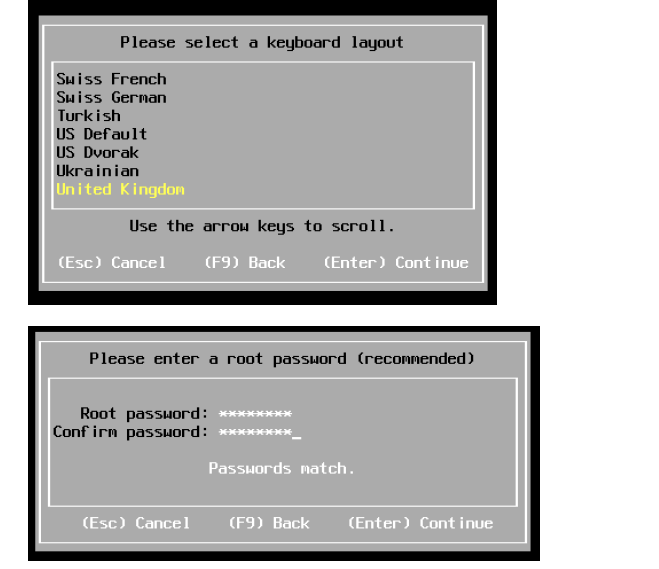 Please select a keyboard layout
Swiss French
Swiss German
Turkish
US Default
US Dvorak
Ukrainian
United Kingdom
Use the arrow keys to scroll.
(Esc) Cancel (F9) Back (Enter) Continue
Please enter a root password (recommended)
Root password: ********
Confirm password: ********_
Passwords match.
(Esc) Cancel (F9) Back (Enter) Continue